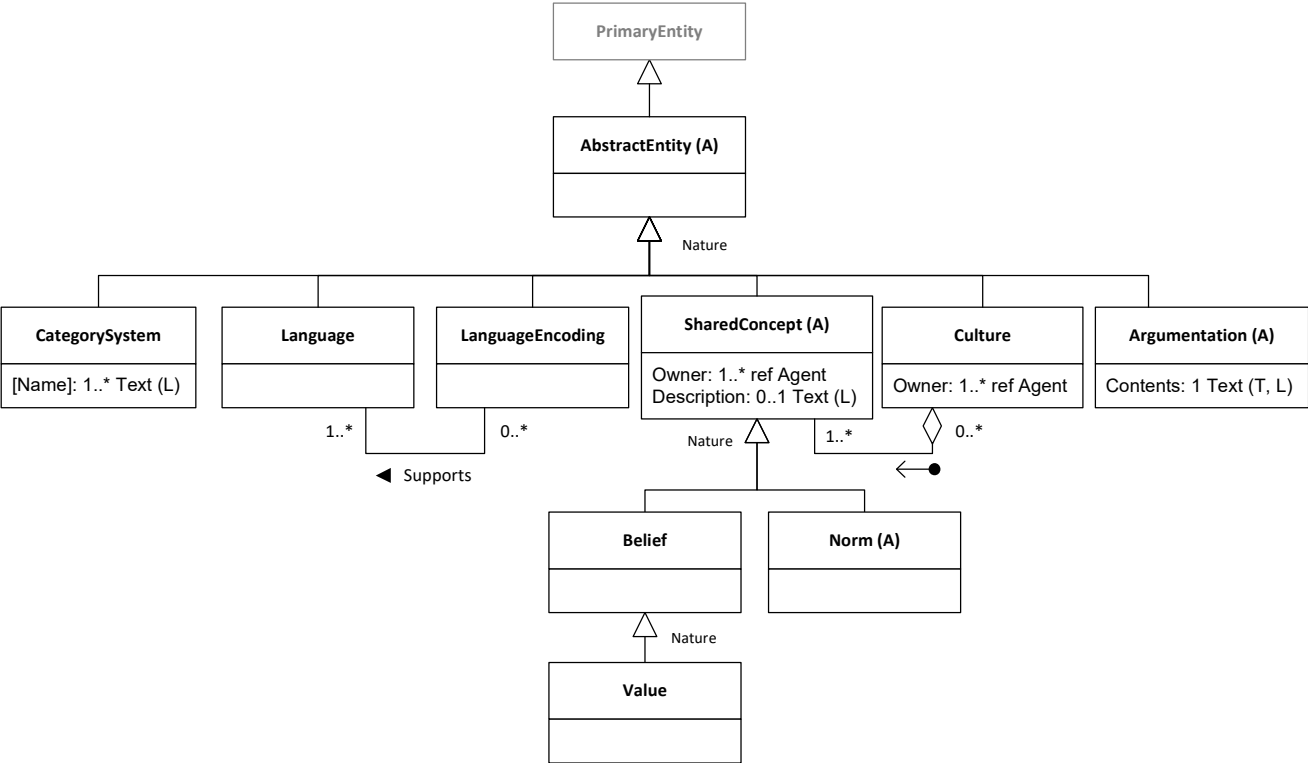 PrimaryEntity
AbstractEntity (A)
Nature
CategorySystem
[Name]: 1..* Text (L)
Language
LanguageEncoding
SharedConcept (A)
Owner: 1..* ref Agent
Description: 0..1 Text (L)
Culture
Owner: 1..* ref Agent
Argumentation (A)
Contents: 1 Text (T, L)
1..*
0..*
Supports
Nature
1..*
0..*
Belief
Norm (A)
Nature
Value